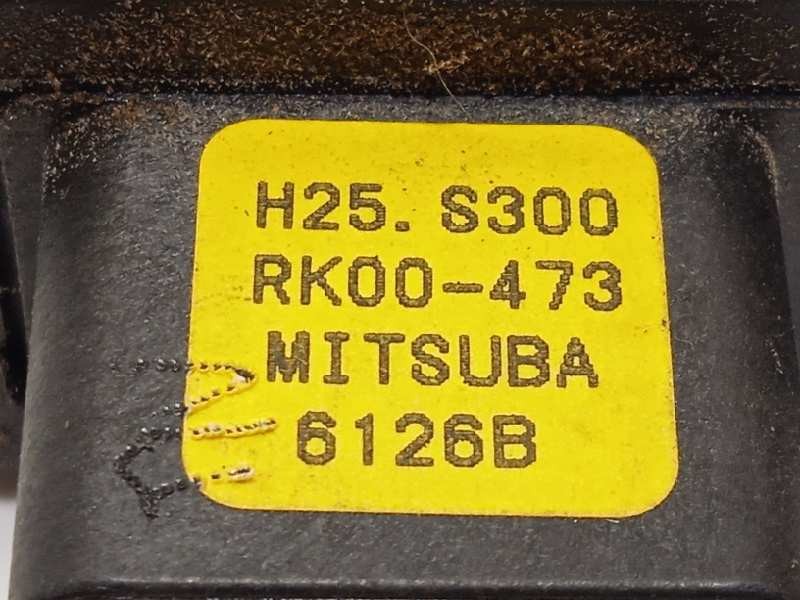 H25. S300
RK00-473
MITSUBA
6126B